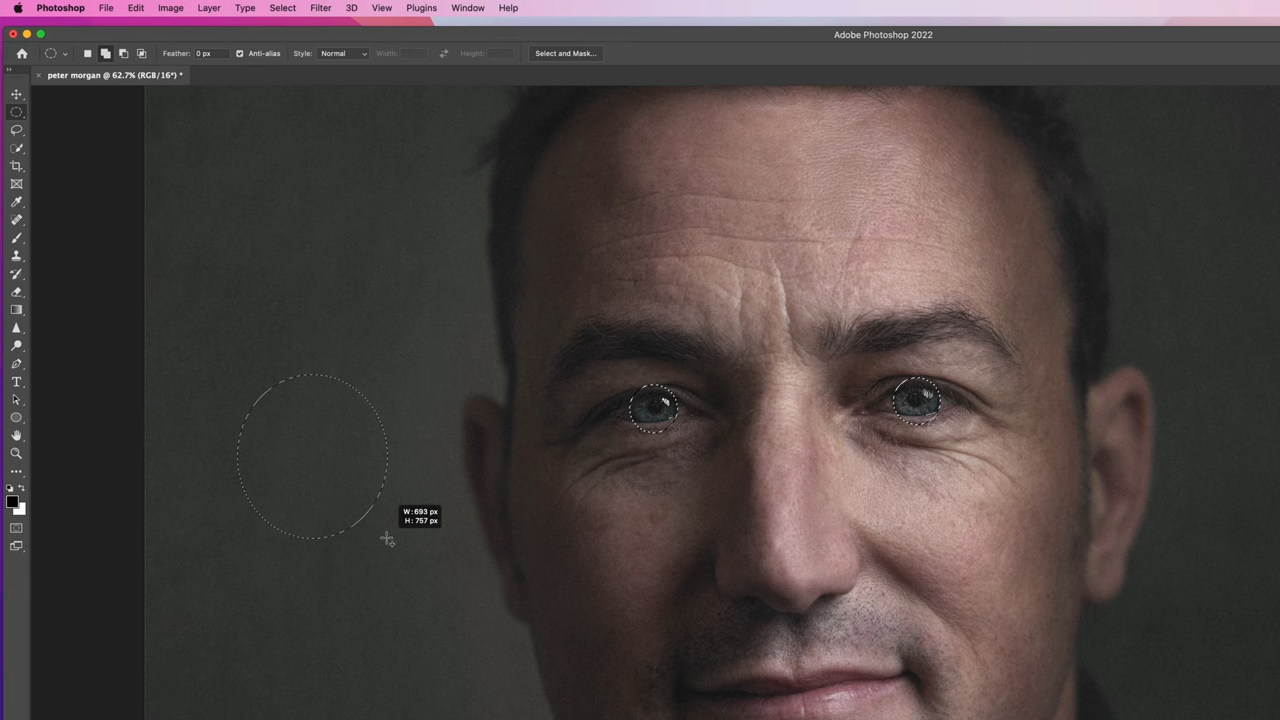 Photoshop File Edit Image Layer Type Select Filter 3D View Plugins Window Help
Adobe Photoshop 2022
Feather: 0 px Anti-alias Style: Normal Width: Height: Select and Mask...
× peter morgan @ 62.7% (RGB/16*) *
W: 693 px
H: 757 px